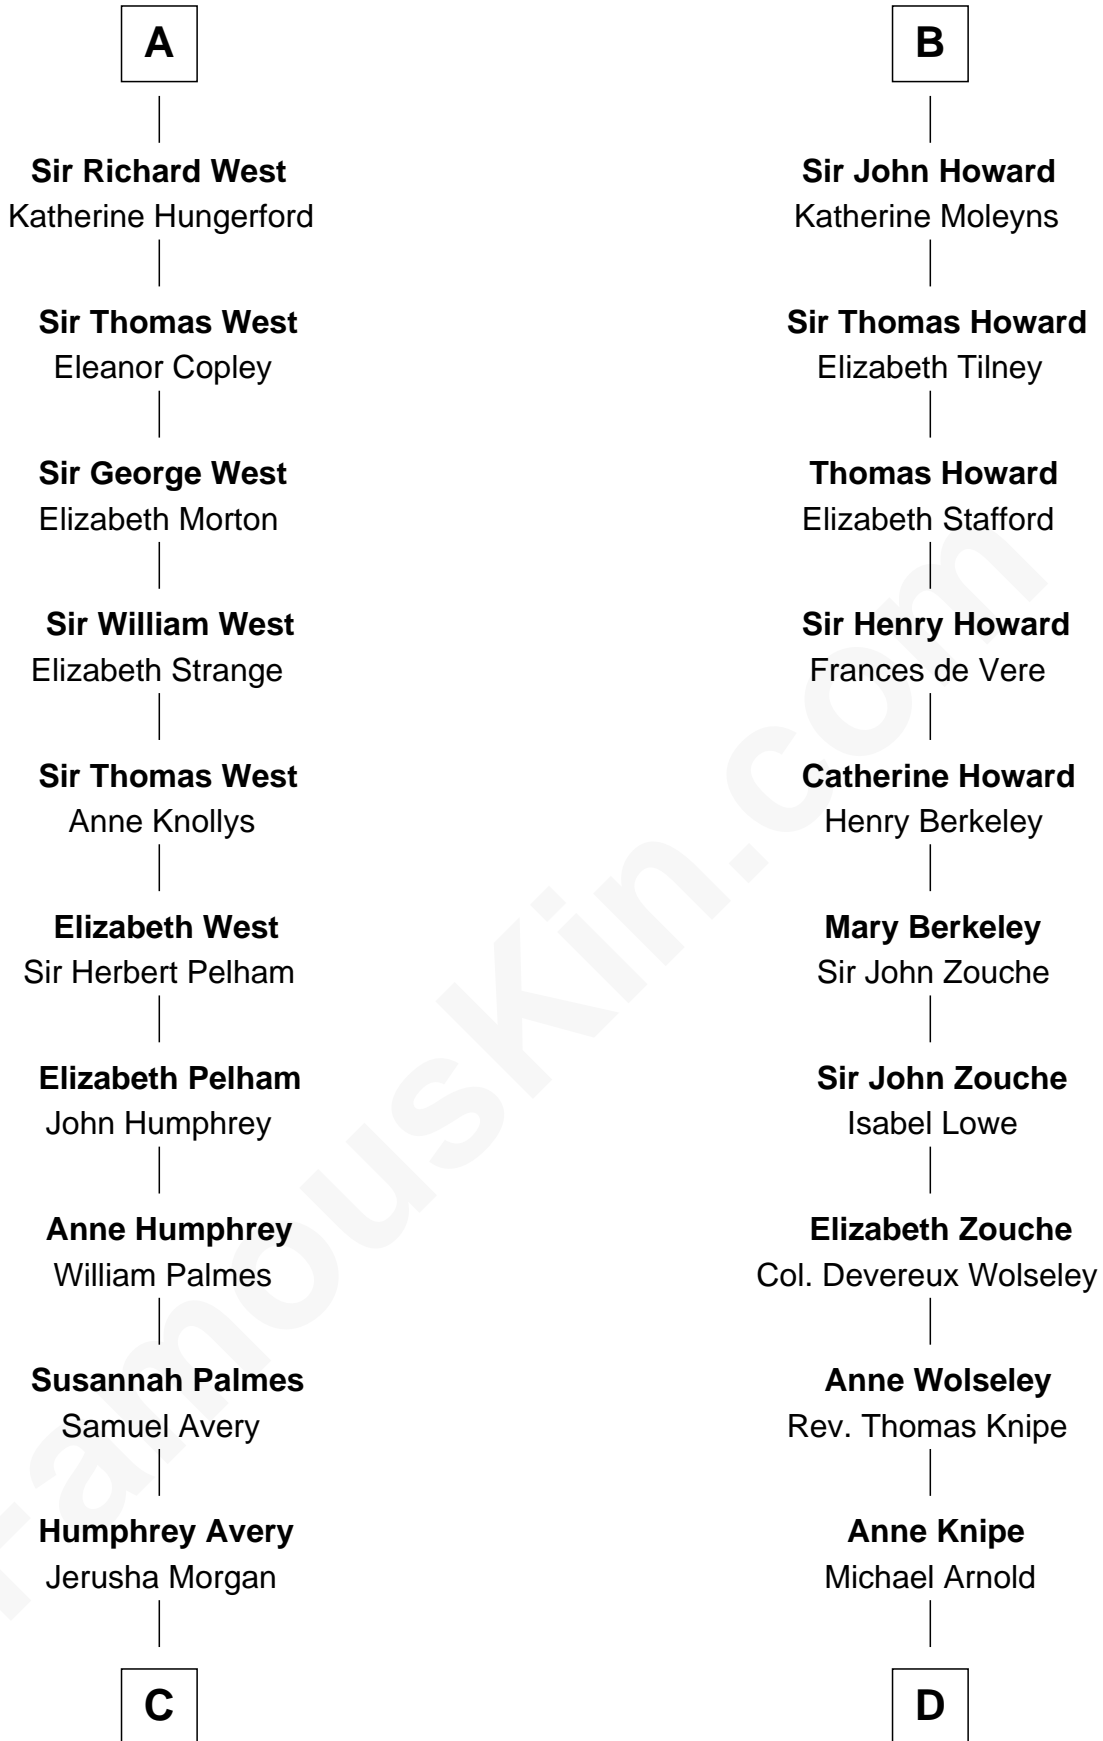 A
Sir Richard West
Katherine Hungerford
Sir Thomas West
Eleanor Copley
Sir George West
Elizabeth Morton
Sir William West
Elizabeth Strange
Sir Thomas West
Anne Knollys
Elizabeth West
Sir Herbert Pelham
Elizabeth Pelham
John Humphrey
Anne Humphrey
William Palmes
Susannah Palmes
Samuel Avery
Humphrey Avery
Jerusha Morgan
C
B
Sir John Howard
Katherine Moleyns
Sir Thomas Howard
Elizabeth Tilney
Thomas Howard
Elizabeth Stafford
Sir Henry Howard
Frances de Vere
Catherine Howard
Henry Berkeley
Mary Berkeley
Sir John Zouche
Sir John Zouche
Isabel Lowe
Elizabeth Zouche
Col. Devereux Wolseley
Anne Wolseley
Rev. Thomas Knipe
Anne Knipe
Michael Arnold
D
FamousKin.com